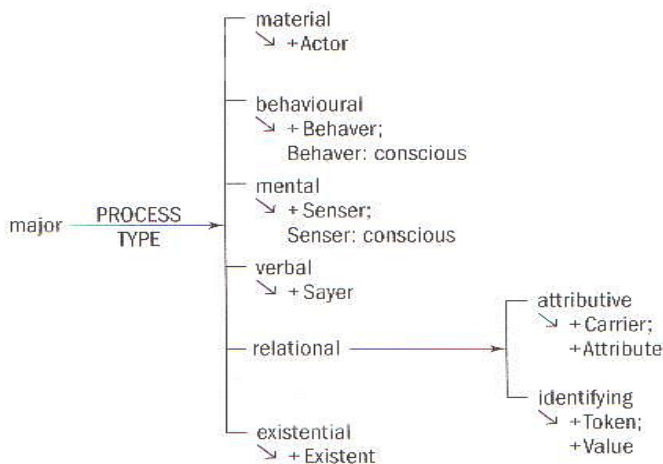 material
↘ +Actor
behavioural
↘ + Behaver;
Behaver: conscious
mental
↘ + Senser;
Senser: conscious
major
PROCESS
TYPE
verbal
↘ + Sayer
relational
attributive
↘ +Carrier;
+Attribute
identifying
↘ +Token;
+Value
existential
↘ +Existent